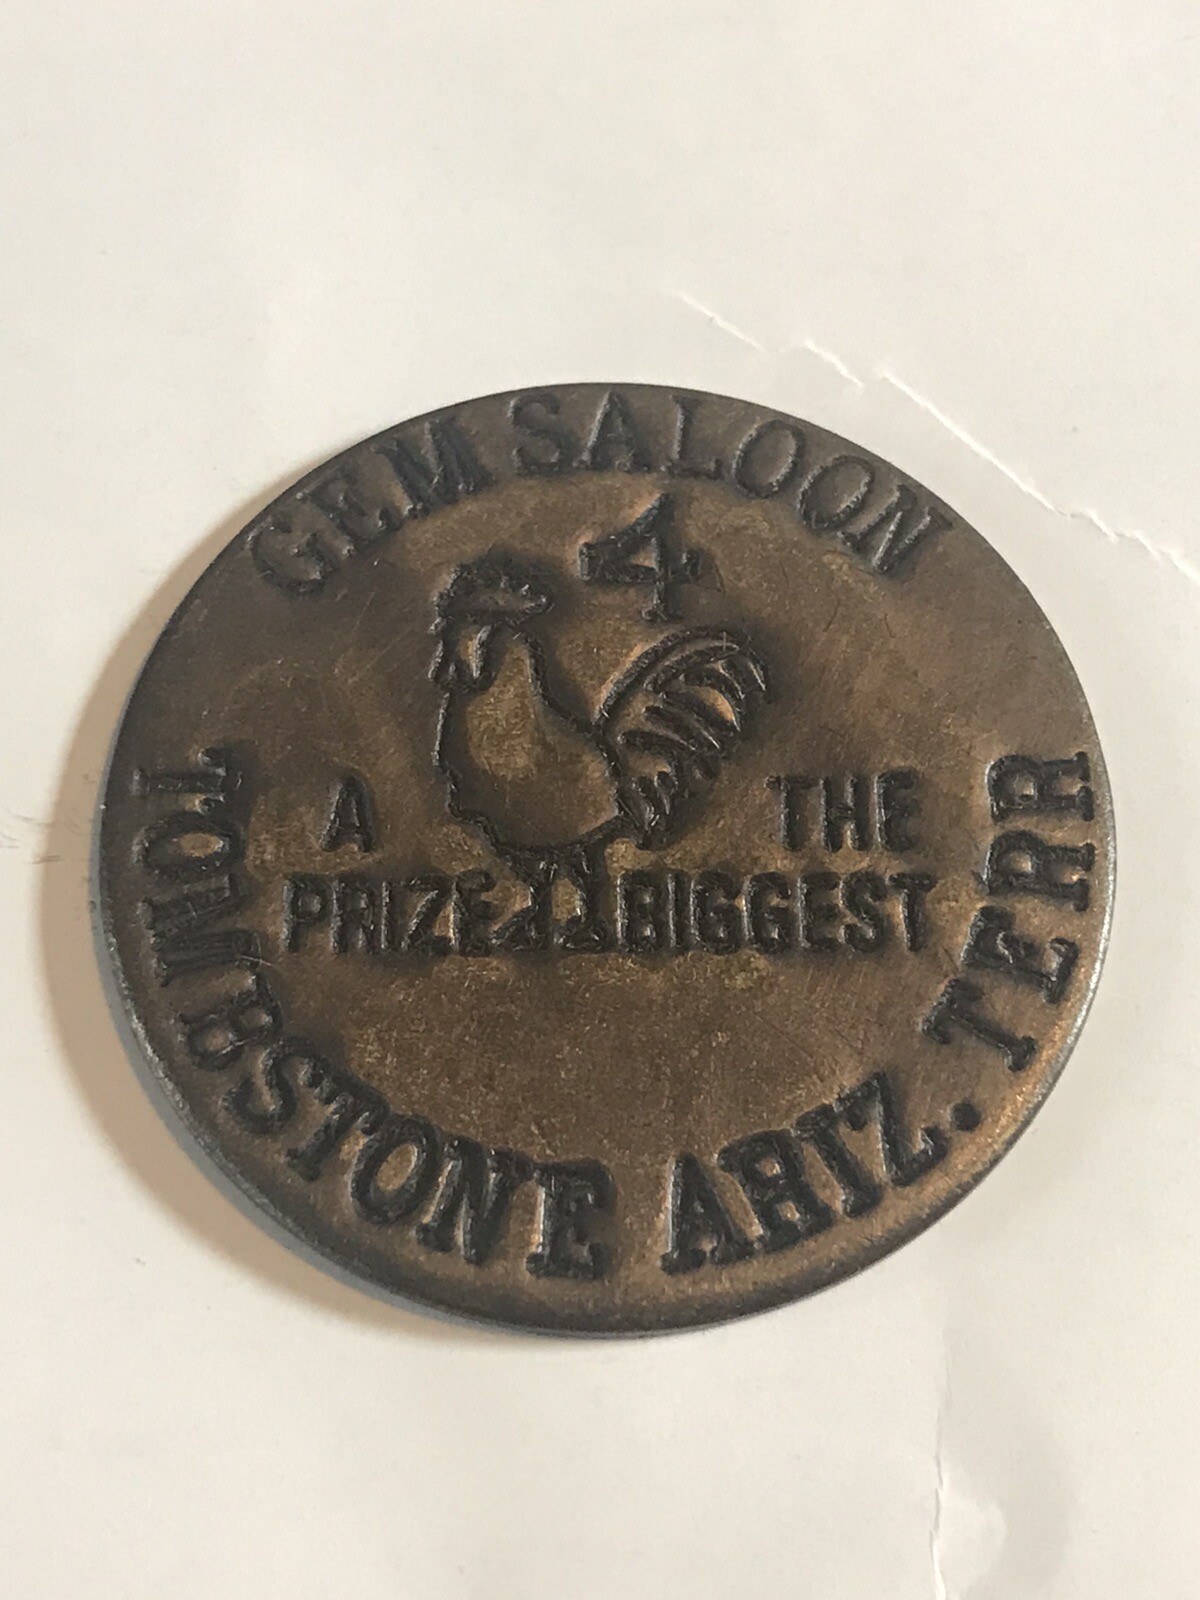 GEM SALOON
4
A THE
PRIZE BIGGEST
TOMBSTONE ARIZ. TERR